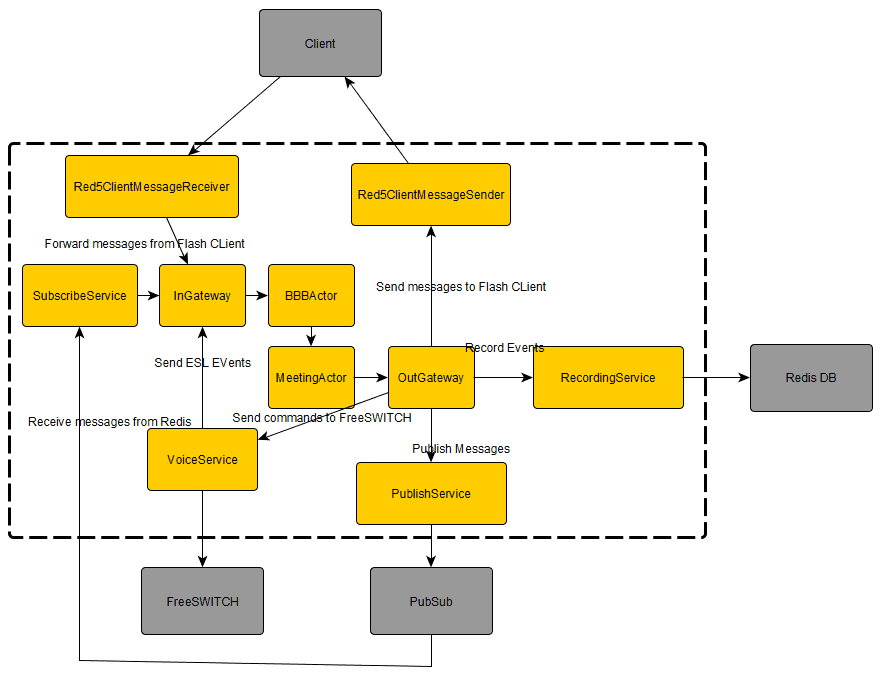 Client
Red5ClientMessageReceiver
Red5ClientMessageSender
Forward messages from Flash CLient
SubscribeService
InGateway
BBBActor
Send messages to Flash CLient
Record Events
Send ESL EVents
MeetingActor
OutGateway
RecordingService
Redis DB
Receive messages from Redis
Send commands to FreeSWITCH
Publish Messages
VoiceService
PublishService
FreeSWITCH
PubSub